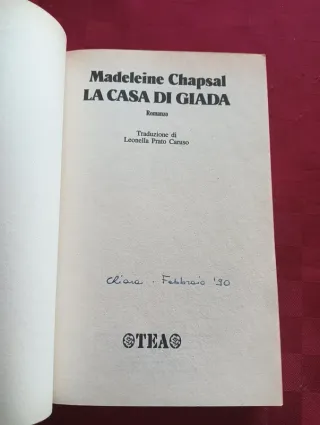 Madeleine Chapsal
LA CASA DI GIADA
Romanzo
Traduzione di
Leonella Prato Caruso
Chiara . Febbraio '90
TEA